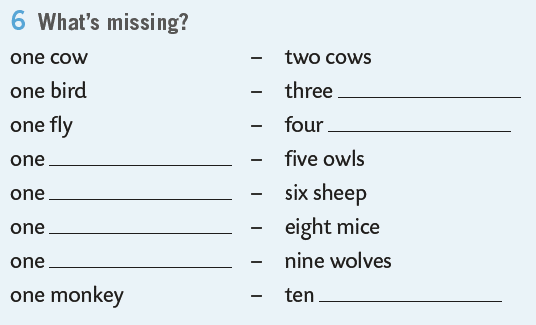 6 What's missing?
one cow – two cows
one bird – three ____________
one fly – four ____________
one ____________ – five owls
one ____________ – six sheep
one ____________ – eight mice
one ____________ – nine wolves
one monkey – ten ____________